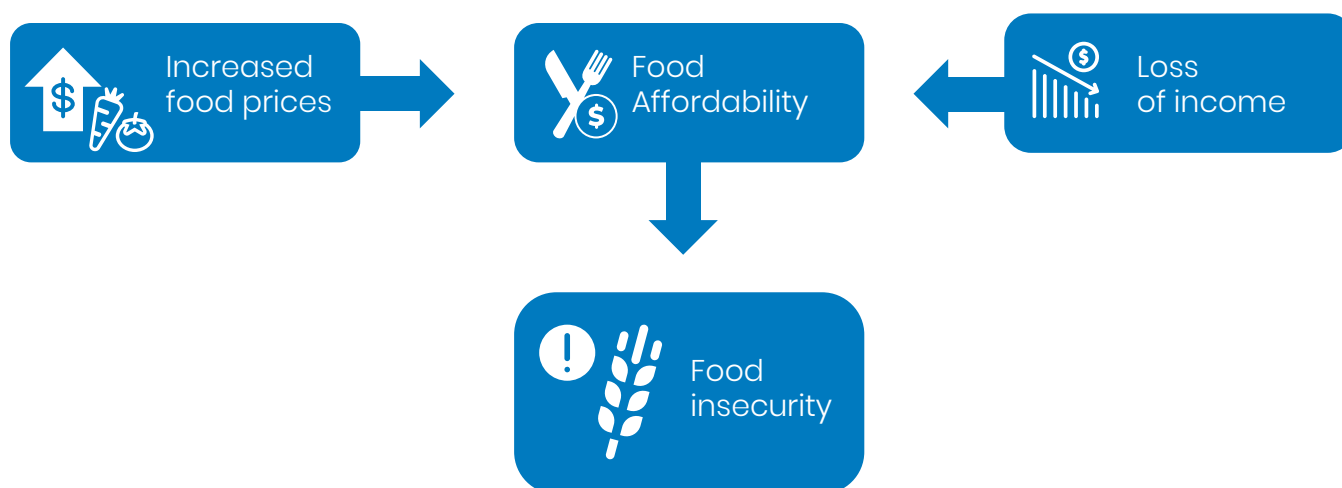 Increased
food prices
$
Food
Affordability
$
Loss
of income
$
Food
insecurity
!